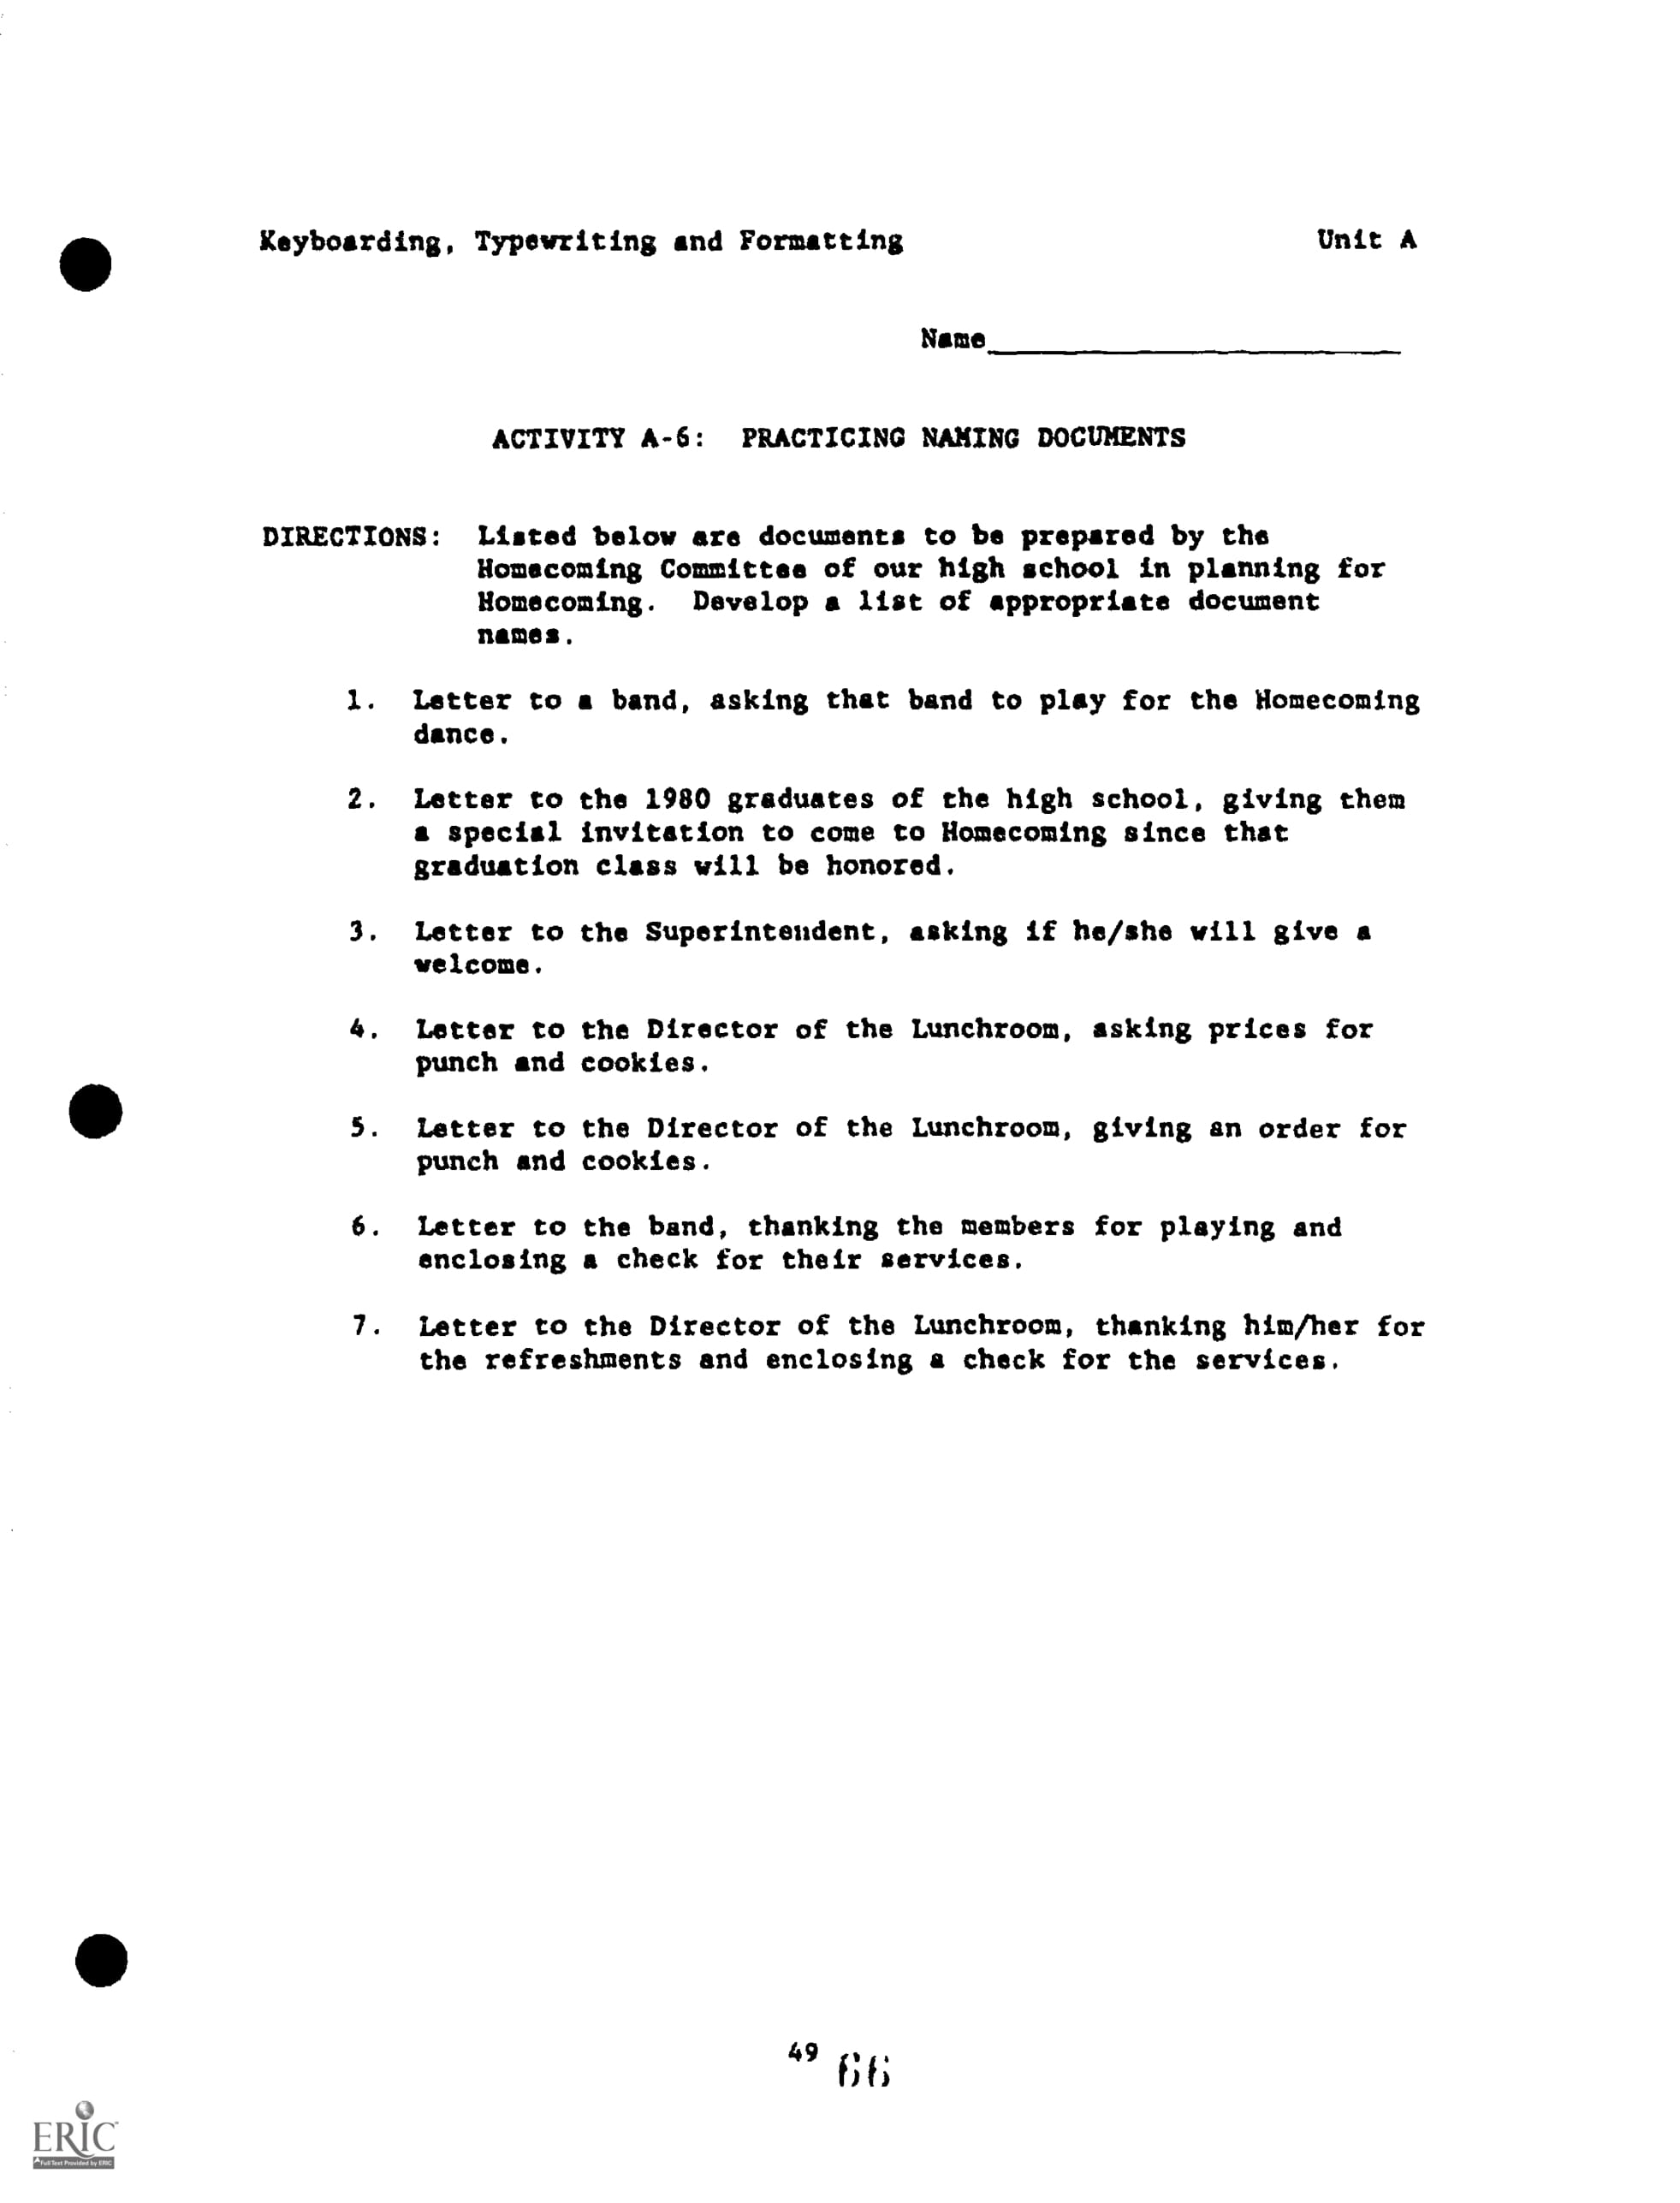 Keyboarding, Typewriting and Formatting Unit A
Name
ACTIVITY A-6: PRACTICING NAMING DOCUMENTS
DIRECTIONS: Listed below are documents to be prepared by the
Homecoming Committee of our high school in planning for
Homecoming. Develop a list of appropriate document
names.
1. Letter to a band, asking that band to play for the Homecoming
dance.
2. Letter to the 1980 graduates of the high school, giving them
a special invitation to come to Homecoming since that
graduation class will be honored.
3. Letter to the Superintendent, asking if he/she will give a
welcome.
4. Letter to the Director of the Lunchroom, asking prices for
punch and cookies.
5. Letter to the Director of the Lunchroom, giving an order for
punch and cookies.
6. Letter to the band, thanking the members for playing and
enclosing a check for their services.
7. Letter to the Director of the Lunchroom, thanking him/her for
the refreshments and enclosing a check for the services.
49 66
ERIC
Full Text Provided by ERIC